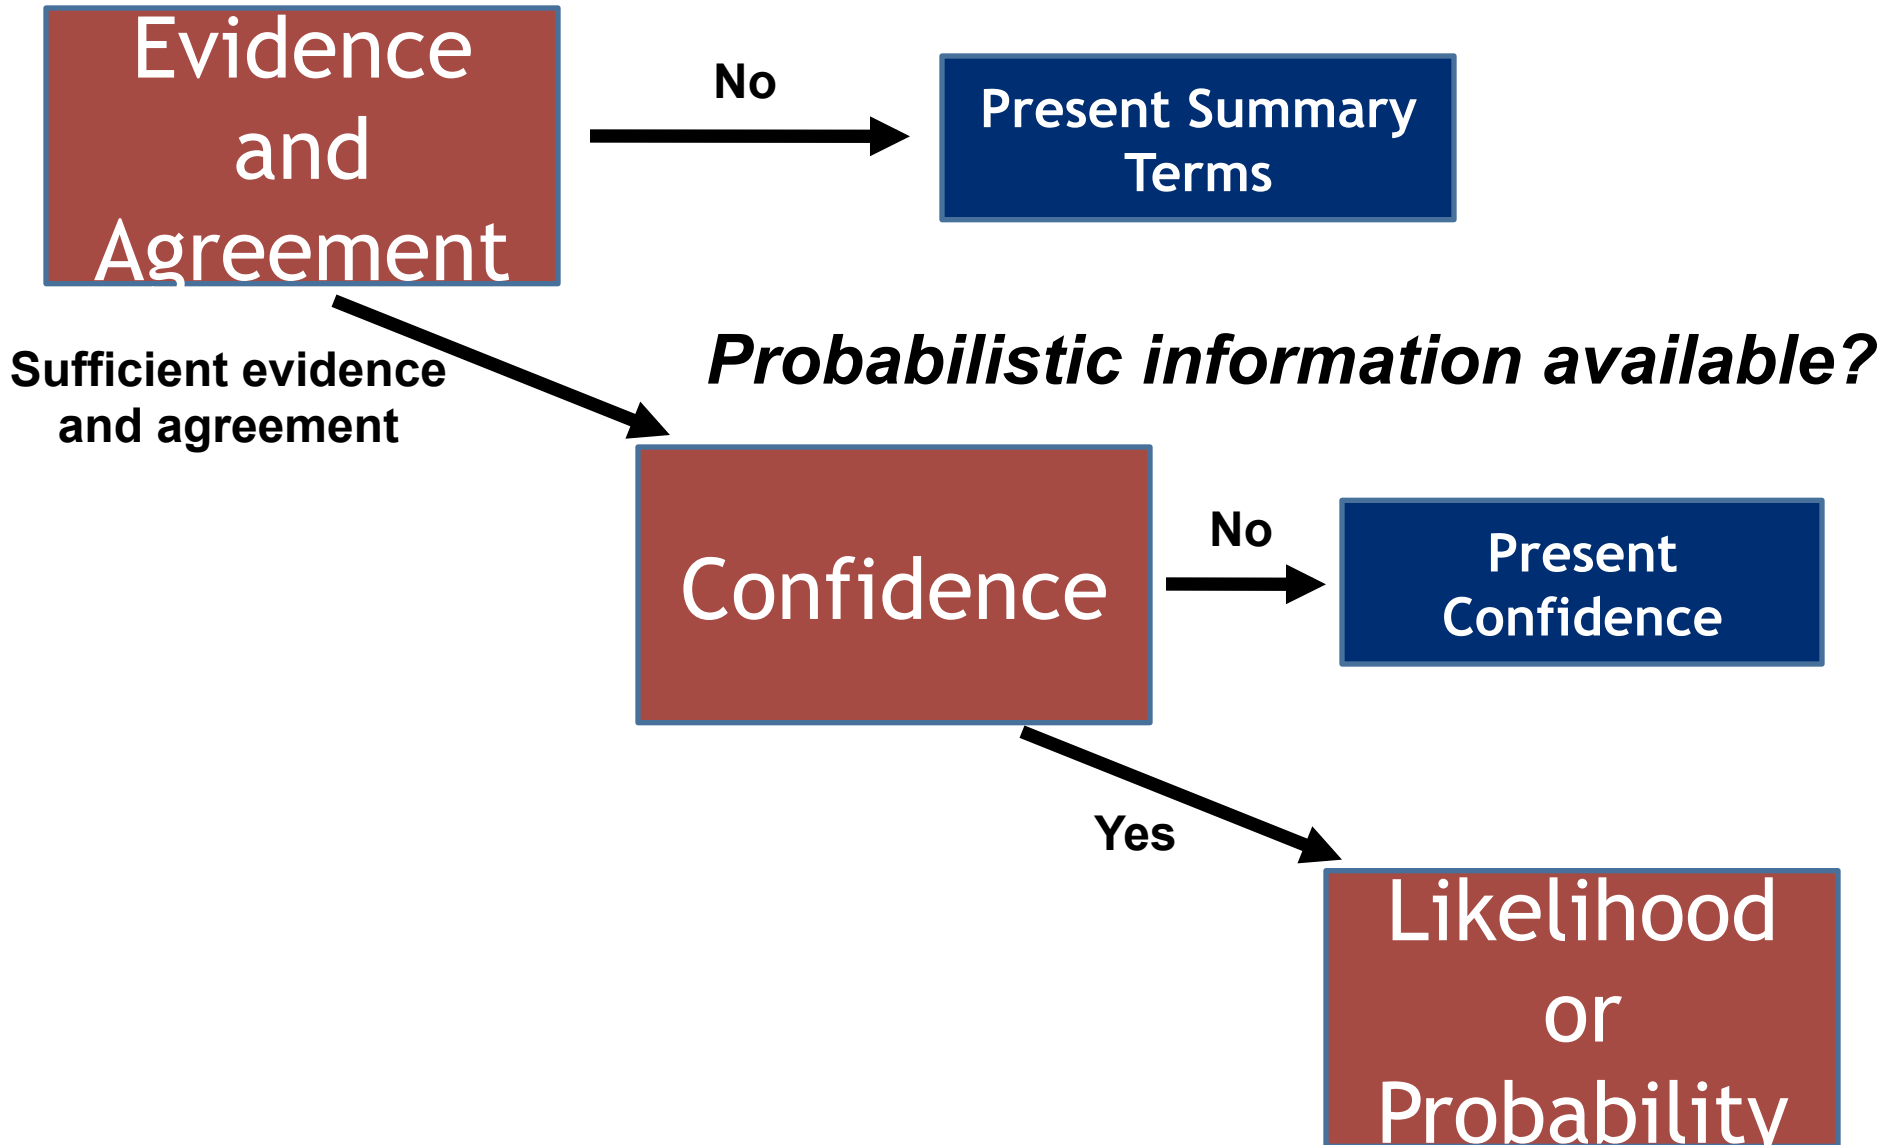 Evidence
and
Agreement
No
Present Summary
Terms
Sufficient evidence
and agreement
Probabilistic information available?
Confidence
No
Present
Confidence
Yes
Likelihood
or
Probability